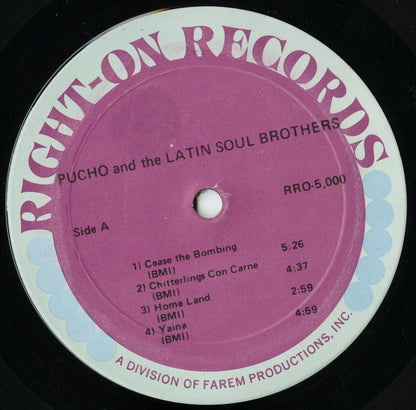 RIGHT-ON RECORDS
PUCHO and the LATIN SOUL BROTHERS
RRO-5,000
Side A
1) Cease the Bombing 5:26
(BMI)
2) Chitterlings Con Carne 4:37
(BMI)
3) Home Land 2:59
(BMI)
4) Yaina 4:59
(BMI)
A DIVISION OF FAREM PRODUCTIONS, INC.